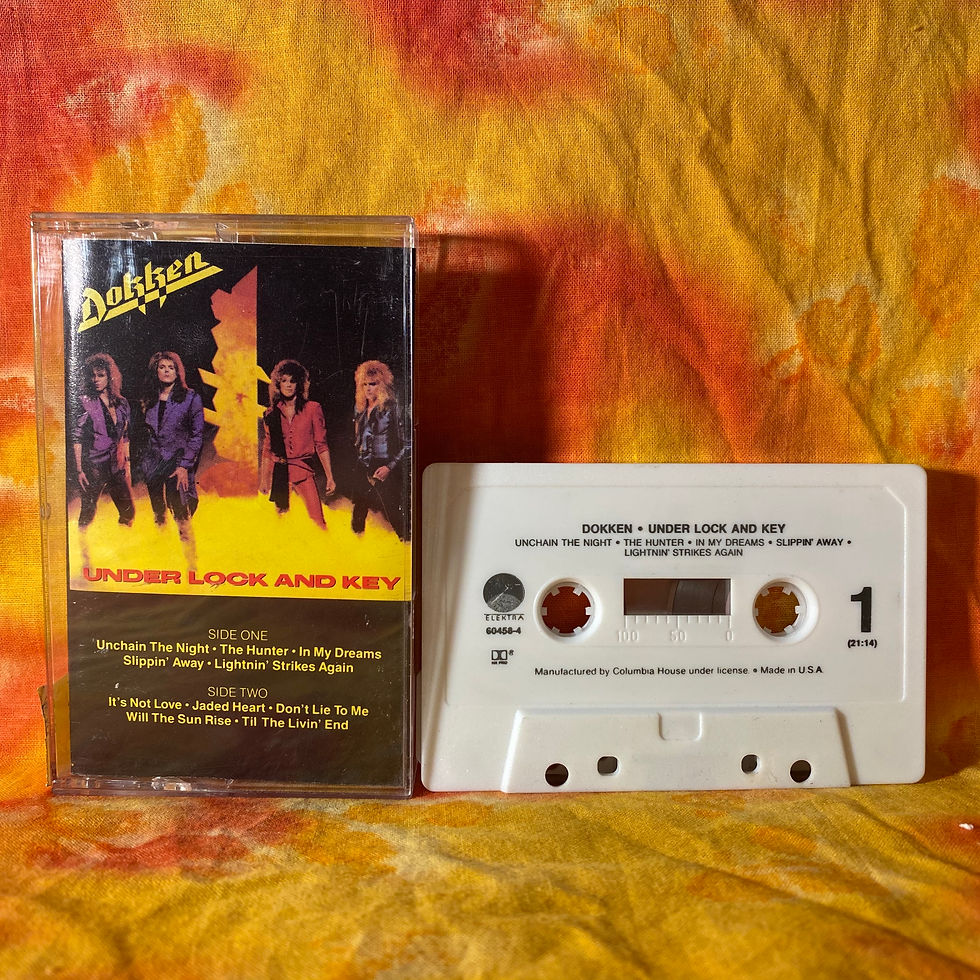 Dokken
UNDER LOCK AND KEY
SIDE ONE
Unchain The Night • The Hunter • In My Dreams
Slippin' Away • Lightnin' Strikes Again
SIDE TWO
It's Not Love • Jaded Heart • Don't Lie To Me
Will The Sun Rise • Til The Livin' End
DOKKEN • UNDER LOCK AND KEY
UNCHAIN THE NIGHT • THE HUNTER • IN MY DREAMS • SLIPPIN' AWAY •
LIGHTNIN' STRIKES AGAIN
ELEKTRA
60458-4
HX PRO
100 50 0
1
(21:14)
Manufactured by Columbia House under license. • Made in U.S.A.